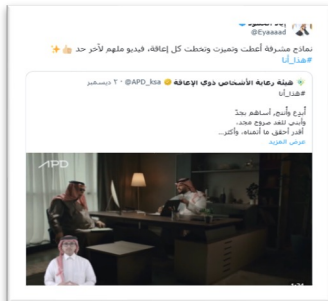 @Eyaaaad
نماذج مشرفة أعطت وتميزت وتخطت كل إعاقة، فيديو ملهم لآخر حد 👍✨
#هذا_أنا
هيئة رعاية الأشخاص ذوي الإعاقة @APD_ksa · ٢ ديسمبر
#هذا_أنا
أبدع وأنتج، أساهم بجدّ
وأبني للغد صروح مجد،
أقدر أحقق ما أتمناه، وأكثر...
عرض المزيد
APD